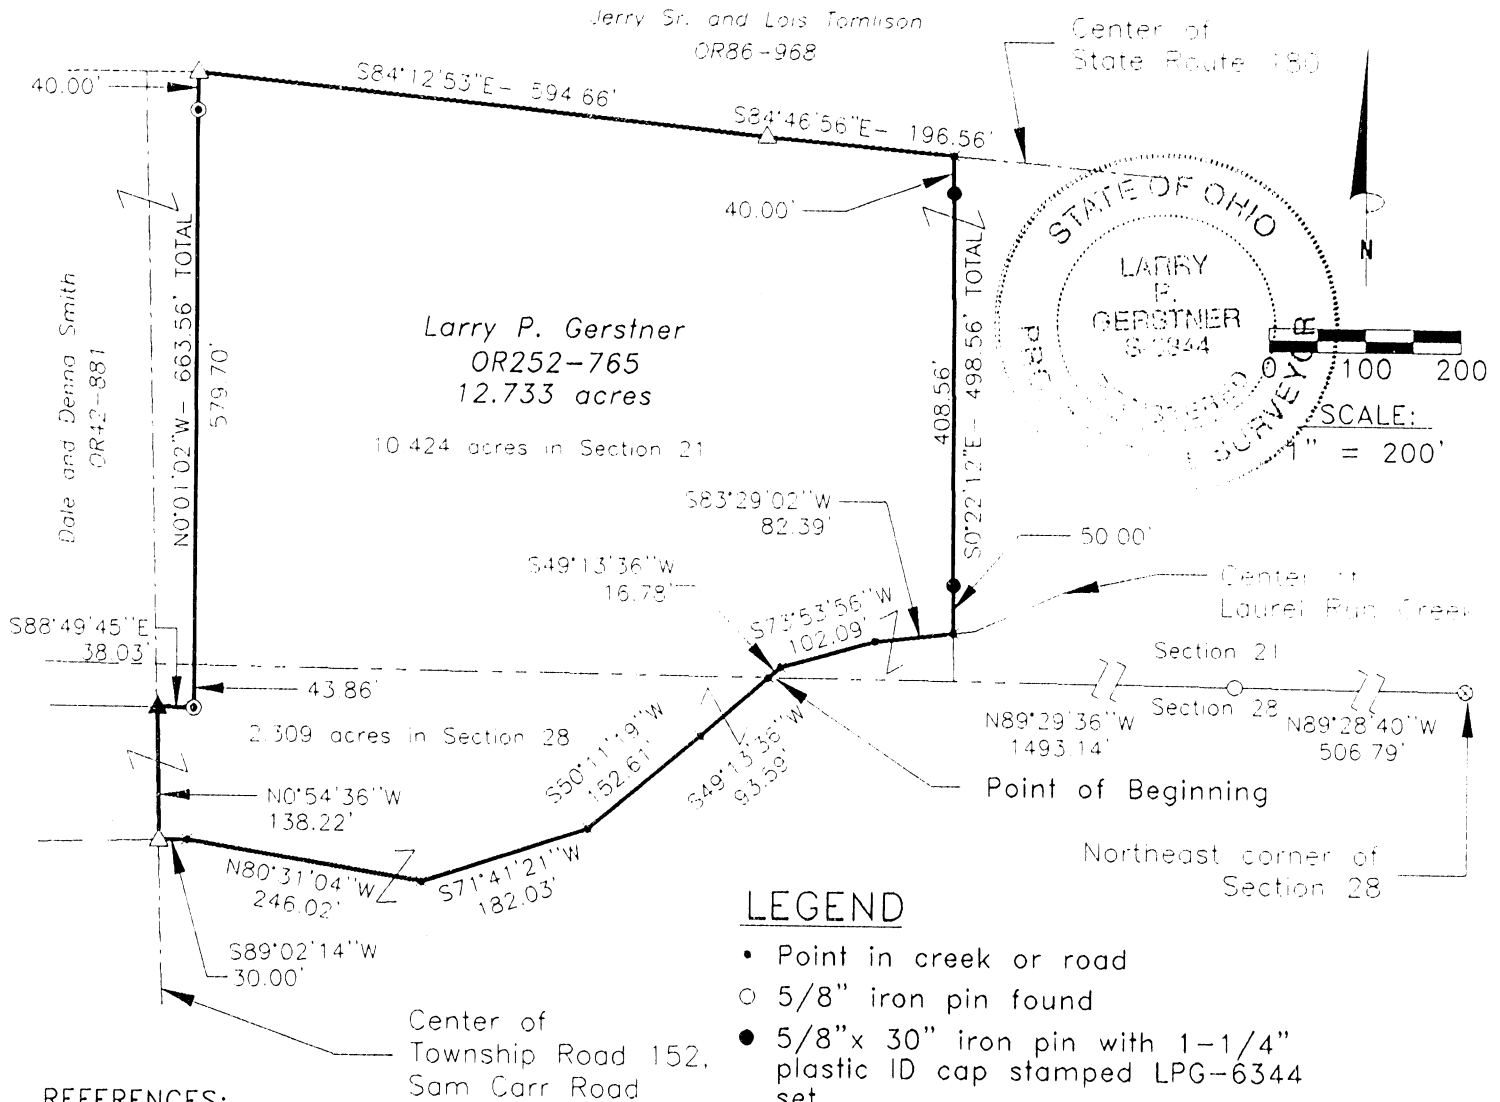 Jerry Sr. and Lois Tomlison
OR86-968
Center of
State Route 180
40.00'
S84°12'53"E- 594.66'
S84°46'56"E- 196.56'
40.00'
STATE OF OHIO
LARRY
P.
GERSTNER
SURVEYOR
N
0 100 200
SCALE:
1" = 200'
Dale and Denna Smith
OR42-881
N0°01'02"W- 663.56' TOTAL
579.70'
Larry P. Gerstner
OR252-765
12.733 acres
10.424 acres in Section 21
408.56'
S0°22'12"E- 498.56' TOTAL
S83°29'02"W
82.39'
50.00'
S49°13'36"W
16.78'
S73°53'56"W
102.09'
Center of
Laurel Run Creek
S88°49'45"E
38.03'
43.86'
Section 21
Section 28
N89°29'36"W
1493.14'
N89°28'40"W
506.79'
2.309 acres in Section 28
S50°11'19"W
152.61'
S49°13'36"W
93.59'
Point of Beginning
N0°54'36"W
138.22'
N80°31'04"W
246.02'
S71°41'21"W
182.03'
Northeast corner of
Section 28
S89°02'14"W
30.00'
Center of
Township Road 152,
Sam Carr Road
LEGEND
• Point in creek or road
○ 5/8" iron pin found
● 5/8"x 30" iron pin with 1-1/4"
plastic ID cap stamped LPG-6344
set
REFERENCES: